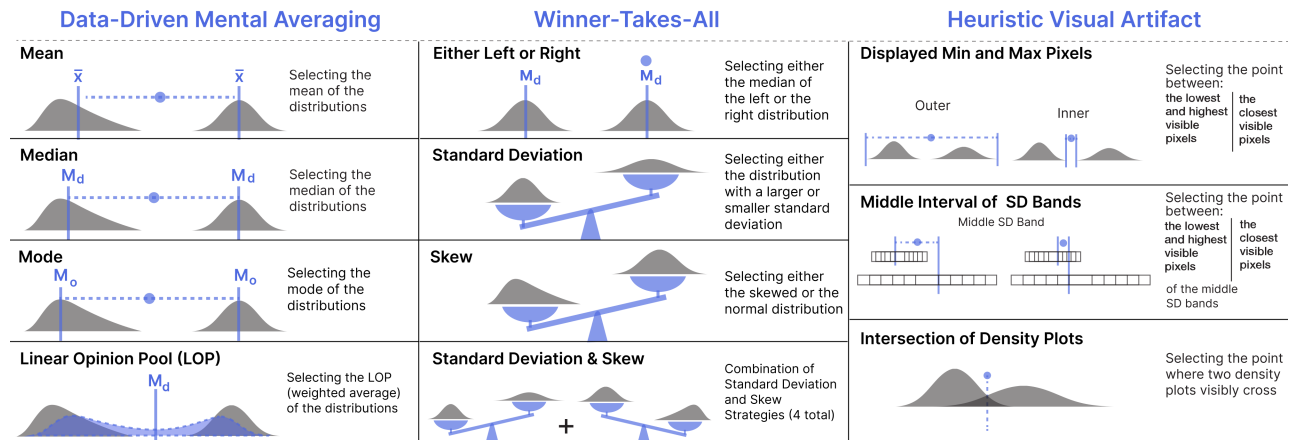 Data-Driven Mental Averaging
Mean
x̄
x̄
Selecting the
mean of the
distributions
Median
Md
Md
Selecting the
median of the
distributions
Mode
Mo
Mo
Selecting the
mode of the
distributions
Linear Opinion Pool (LOP)
Md
Selecting the LOP
(weighted average)
of the distributions
Winner-Takes-All
Either Left or Right
Md
Md
Selecting either
the median of
the left or the
right distribution
Standard Deviation
Selecting either
the distribution
with a larger or
smaller standard
deviation
Skew
Selecting either
the skewed or the
normal distribution
Standard Deviation & Skew
+
Combination of
Standard Deviation
and Skew
Strategies (4 total)
Heuristic Visual Artifact
Displayed Min and Max Pixels
Outer
Inner
Selecting the point
between:
the lowest
and highest
visible
pixels
the
closest
visible
pixels
Middle Interval of SD Bands
Middle SD Band
Selecting the point
between:
the lowest
and highest
visible
pixels
the
closest
visible
pixels
of the middle
SD bands
Intersection of Density Plots
Selecting the point
where two density
plots visibly cross